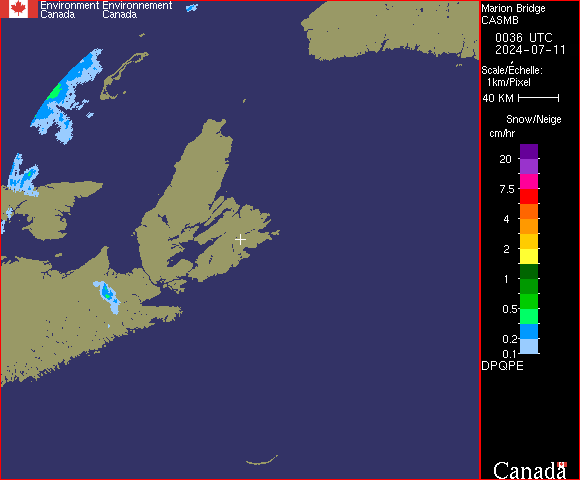 Environment Environnement
Canada Canada
Marion Bridge
CASMB
0036 UTC
2024-07-11
Scale/Échelle:
1km/Pixel
40 KM
Snow/Neige
cm/hr
20
7.5
4
2
1
0.5
0.2
0.1
DPQPE
Canada